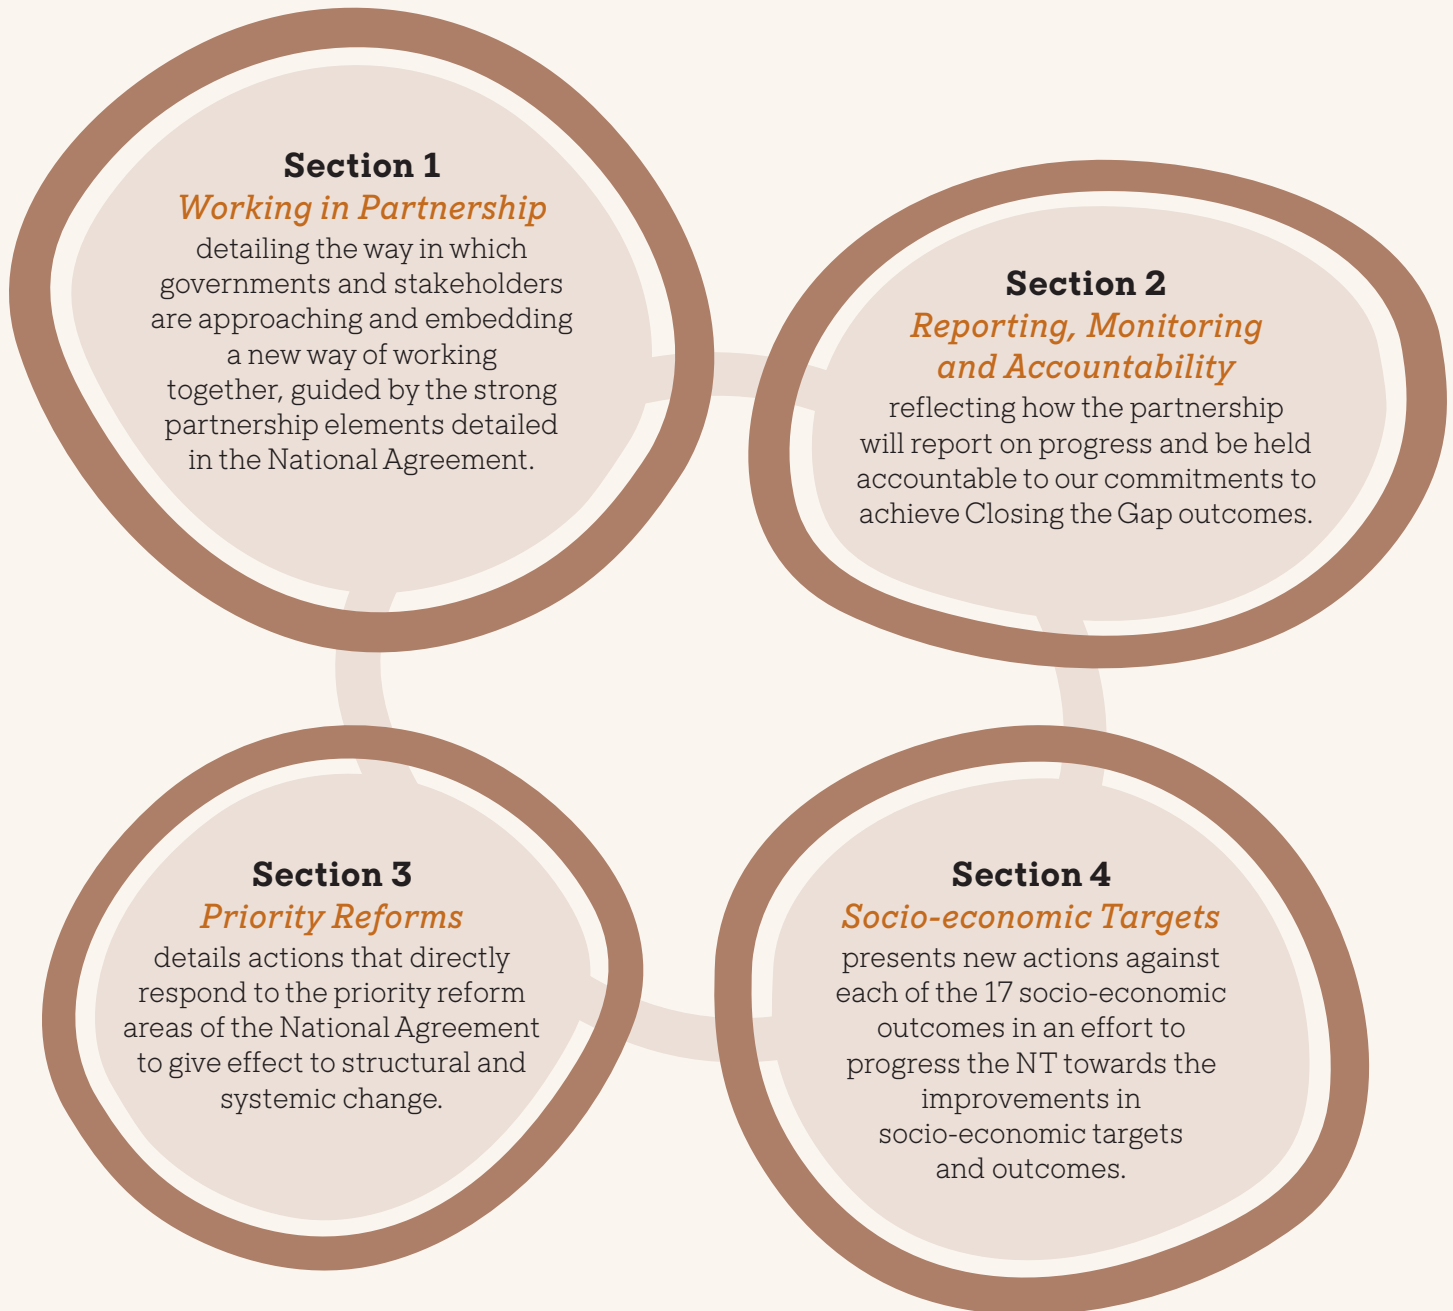 Section 1
Working in Partnership
detailing the way in which
governments and stakeholders
are approaching and embedding
a new way of working
together, guided by the strong
partnership elements detailed
in the National Agreement.
Section 2
Reporting, Monitoring
and Accountability
reflecting how the partnership
will report on progress and be held
accountable to our commitments to
achieve Closing the Gap outcomes.
Section 3
Priority Reforms
details actions that directly
respond to the priority reform
areas of the National Agreement
to give effect to structural and
systemic change.
Section 4
Socio-economic Targets
presents new actions against
each of the 17 socio-economic
outcomes in an effort to
progress the NT towards the
improvements in
socio-economic targets
and outcomes.